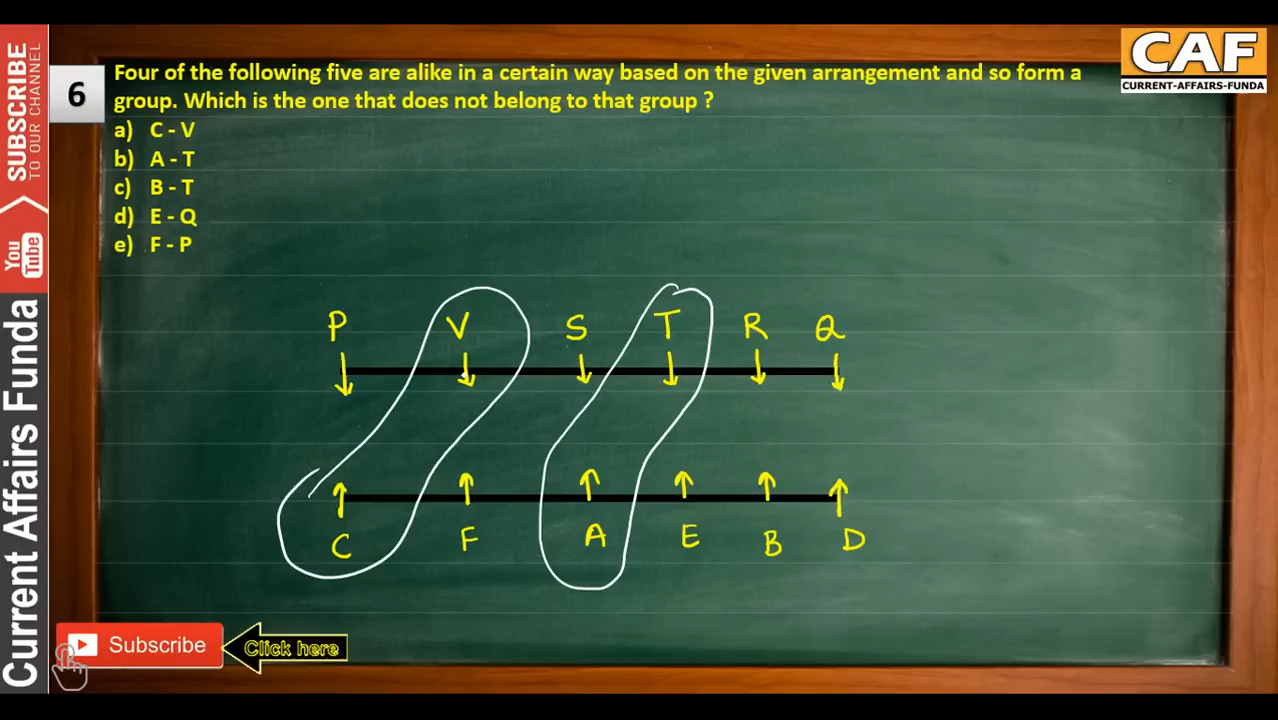 SUBSCRIBE
TO OUR CHANNEL
You
Tube
Current Affairs Funda
6
Four of the following five are alike in a certain way based on the given arrangement and so form a
group. Which is the one that does not belong to that group ?
a) C - V
b) A - T
c) B - T
d) E - Q
e) F - P
CAF
CURRENT-AFFAIRS-FUNDA
P V S T R Q
C F A E B D
Subscribe
Click here